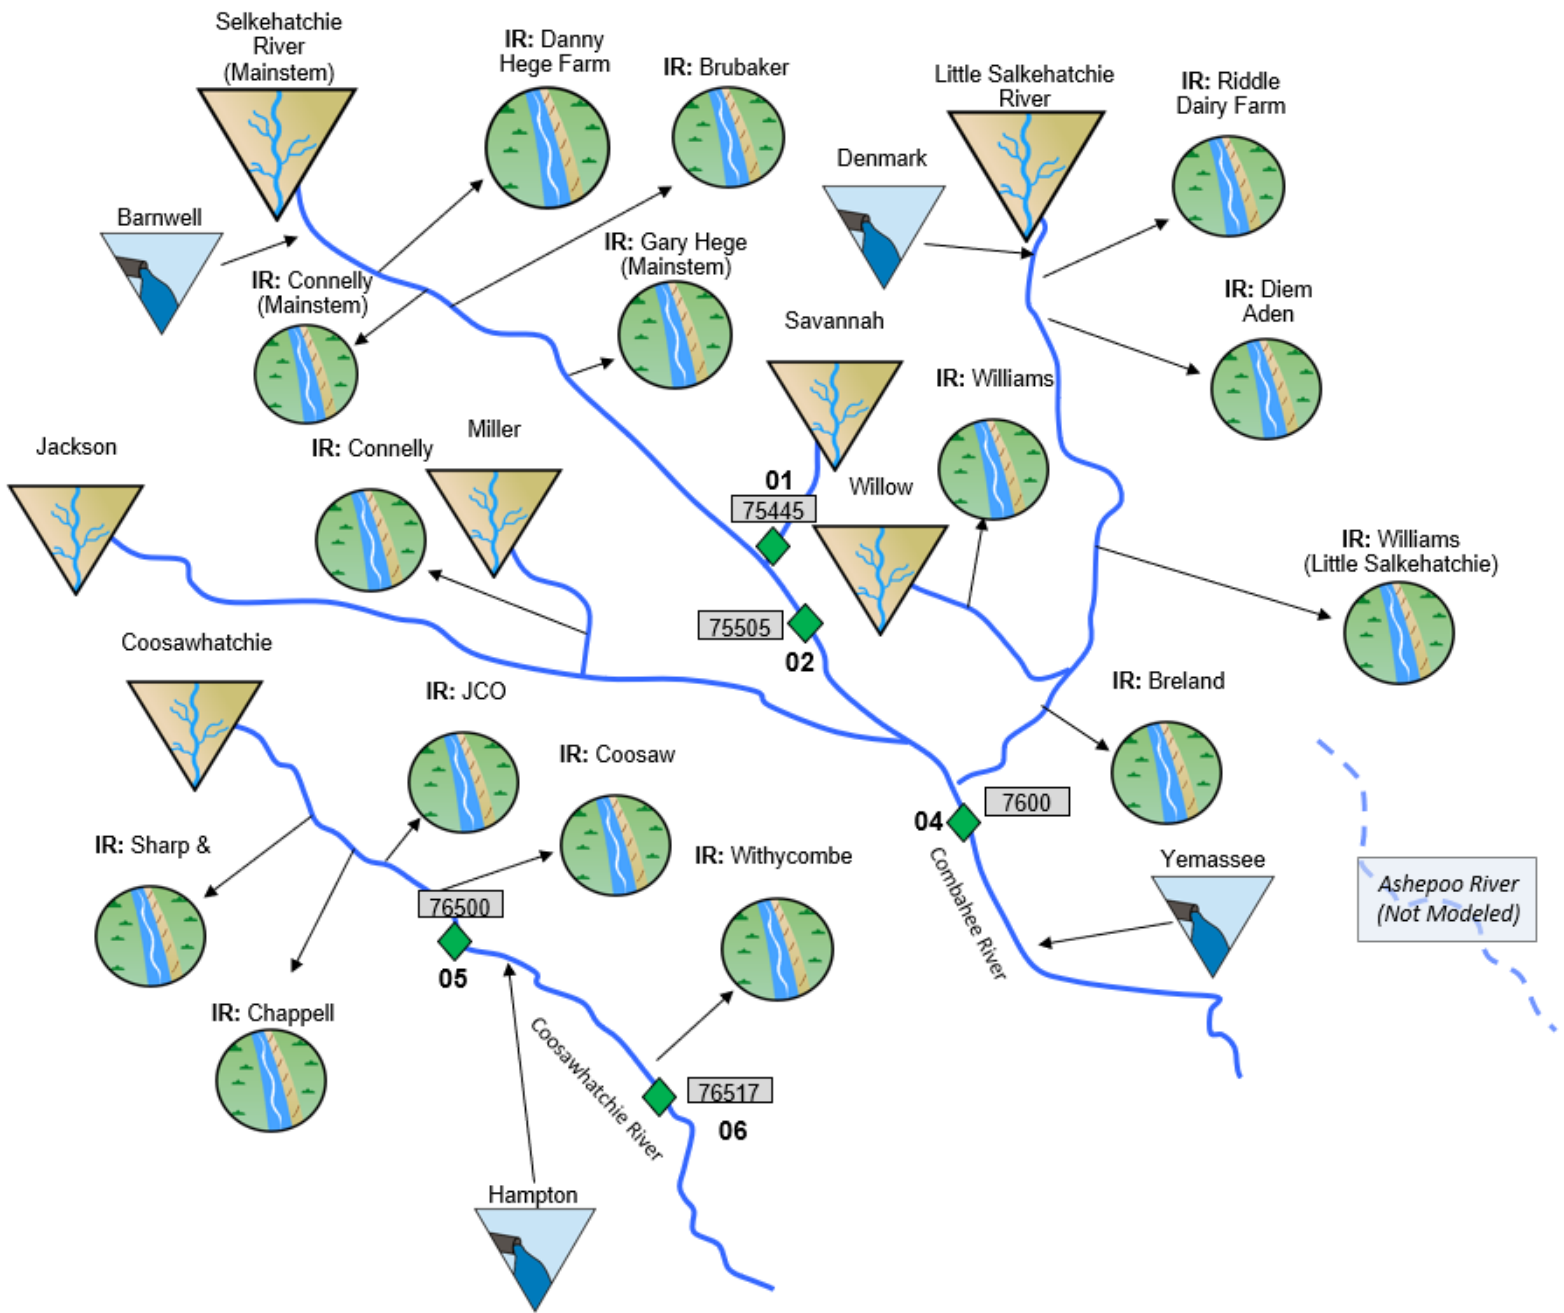 Selkehatchie
River
(Mainstem)
IR: Danny
Hege Farm
IR: Brubaker
Little Salkehatchie
River
IR: Riddle
Dairy Farm
Denmark
Barnwell
IR: Gary Hege
(Mainstem)
IR: Connelly
(Mainstem)
IR: Diem
Aden
Savannah
IR: Williams
Miller
Jackson
IR: Connelly
01
75445
Willow
IR: Williams
(Little Salkehatchie)
75505
02
Coosawhatchie
IR: JCO
IR: Breland
IR: Coosaw
7600
04
IR: Sharp &
IR: Withycombe
Yemassee
Combahee River
Ashepoo River
(Not Modeled)
76500
05
IR: Chappell
Coosawhatchie River
76517
06
Hampton